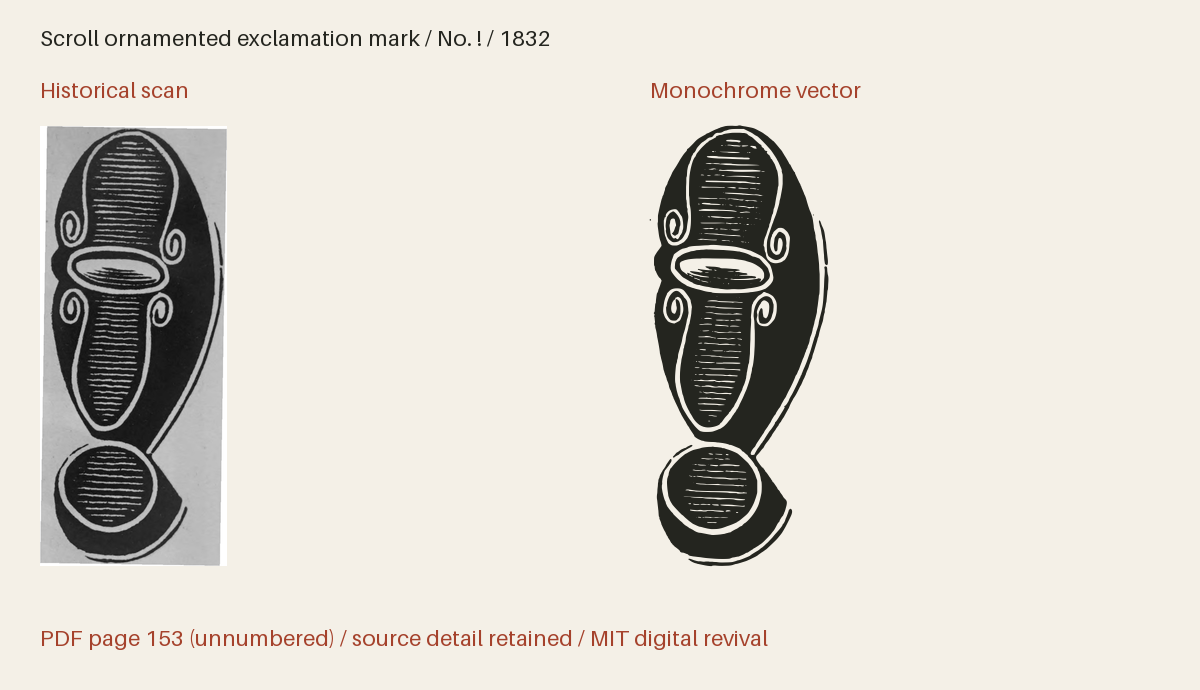 Scroll ornamented exclamation mark / No. ! / 1832
Historical scan
Monochrome vector
PDF page 153 (unnumbered) / source detail retained / MIT digital revival